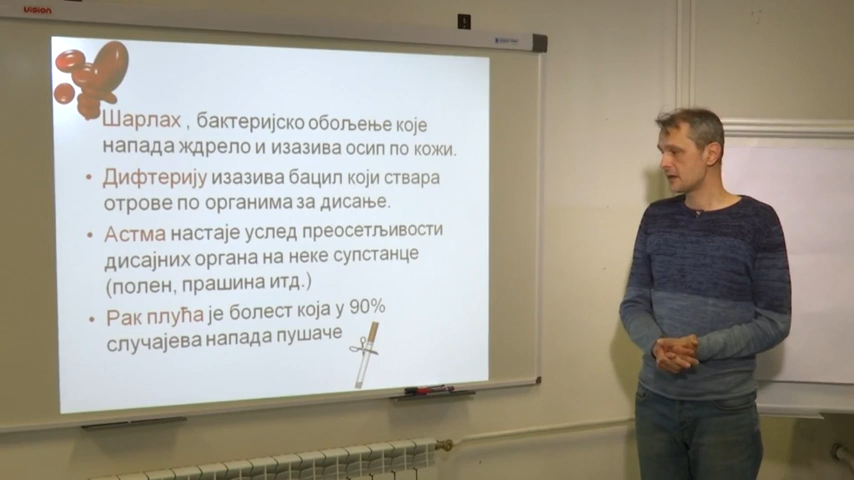 vision
Шарлах , бактеријско обољење које
напада ждрело и изазива осип по кожи.
• Дифтерију изазива бацил који ствара
отрове по органима за дисање.
• Астма настаје услед преосетљивости
дисајних органа на неке супстанце
(полен, прашина итд.)
• Рак плућа је болест која у 90%
случајева напада пушаче